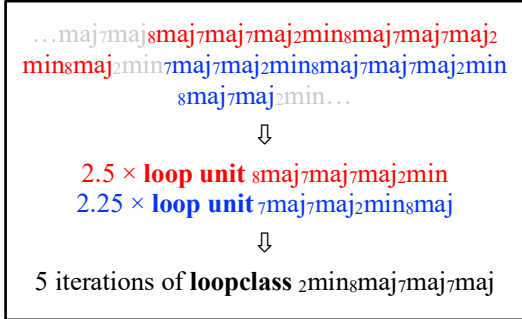 …maj₇maj₈maj₇maj₇maj₂min₈maj₇maj₇maj₂
min₈maj₂min₇maj₇maj₂min₈maj₇maj₇maj₂min
₈maj₇maj₂min…
⇩
2.5 × loop unit ₈maj₇maj₇maj₂min
2.25 × loop unit ₇maj₇maj₂min₈maj
⇩
5 iterations of loopclass ₂min₈maj₇maj₇maj